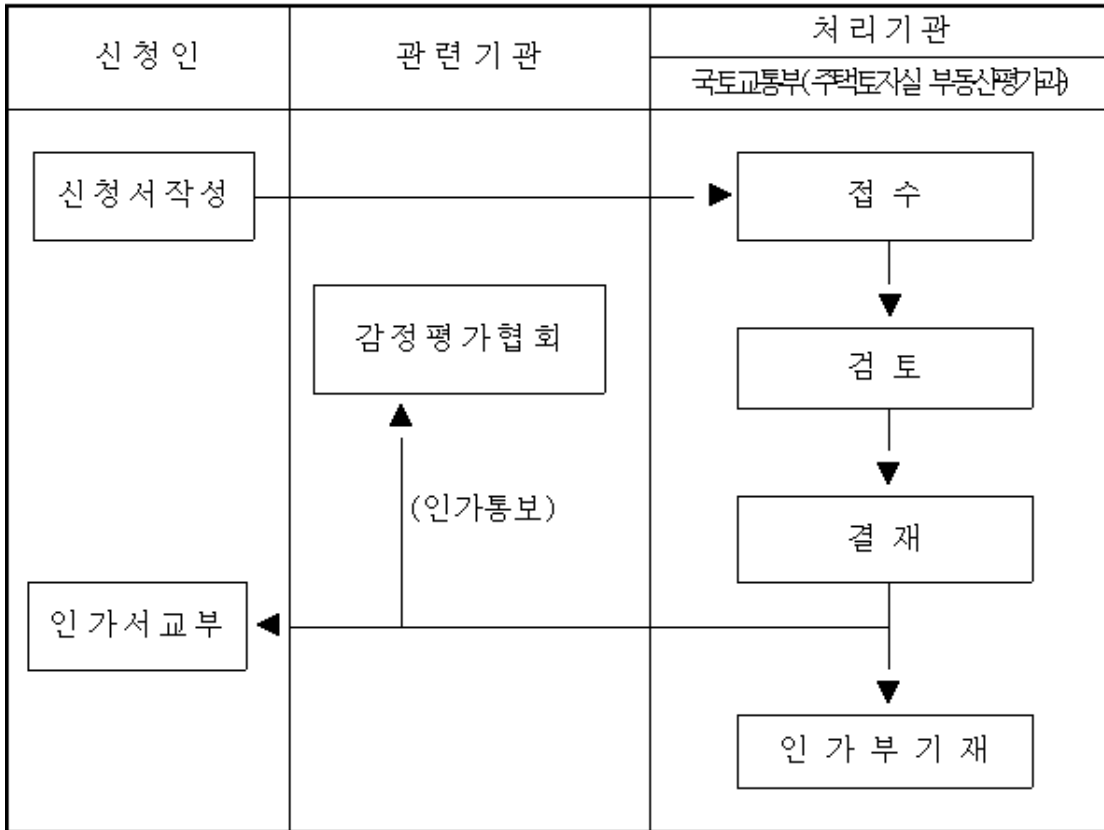 신청인
관련기관
처리기관
국토교통부(주택토지실 부동산평가과)
신청서작성
접수
감정평가협회
검토
(인가통보)
결재
인가서교부
인가부기재